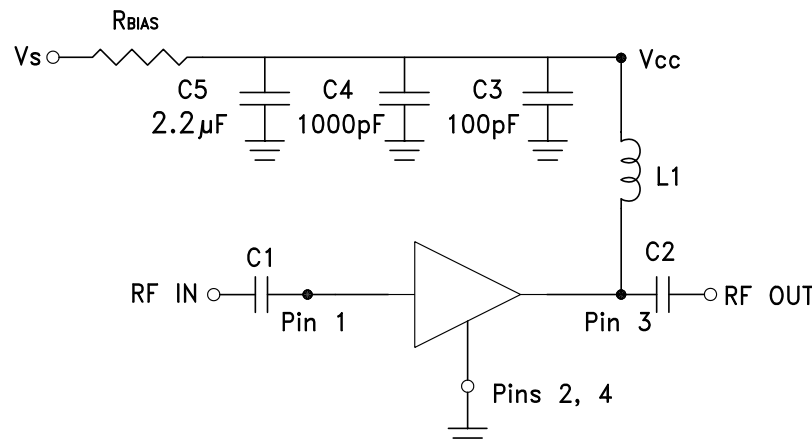 RBIAS
Vs
Vcc
C5
2.2µF
C4
1000pF
C3
100pF
L1
C1
C2
RF IN
RF OUT
Pin 1
Pin 3
Pins 2, 4